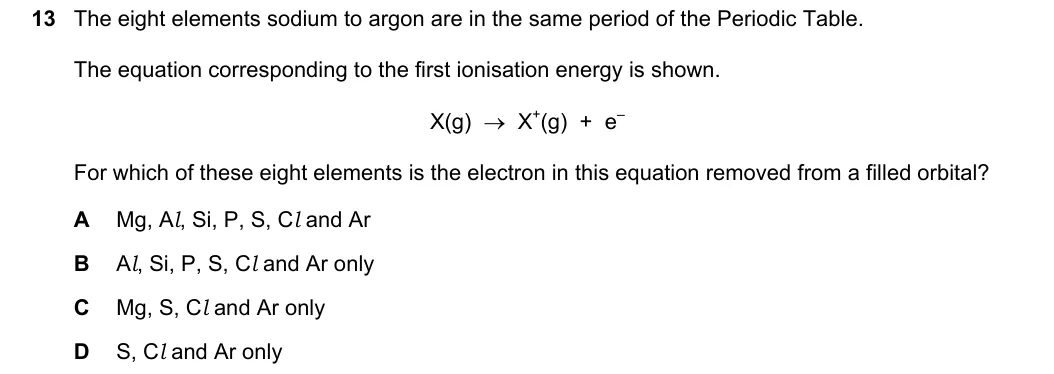 13 The eight elements sodium to argon are in the same period of the Periodic Table.
The equation corresponding to the first ionisation energy is shown.
X(g) → X⁺(g) + e⁻
For which of these eight elements is the electron in this equation removed from a filled orbital?
A Mg, Al, Si, P, S, Cl and Ar
B Al, Si, P, S, Cl and Ar only
C Mg, S, Cl and Ar only
D S, Cl and Ar only